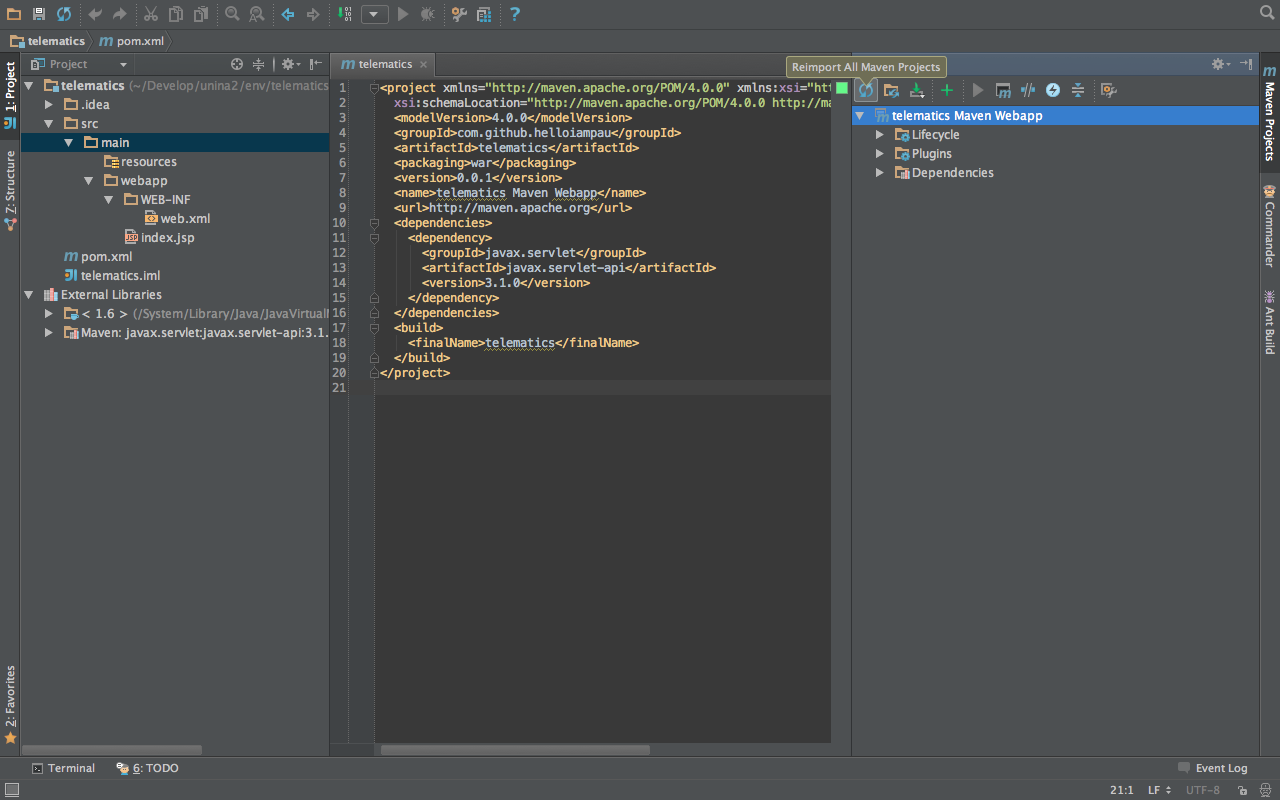 telematics
pom.xml
Project
telematics
Reimport All Maven Projects
1: Project
Z: Structure
2: Favorites
telematics (~/Develop/unina2/env/telematics
.idea
src
main
resources
webapp
WEB-INF
web.xml
index.jsp
pom.xml
telematics.iml
External Libraries
< 1.6 > (/System/Library/Java/JavaVirtual
Maven: javax.servlet:javax.servlet-api:3.1.
1 <project xmlns="http://maven.apache.org/POM/4.0.0" xmlns:xsi="htt
2 xsi:schemaLocation="http://maven.apache.org/POM/4.0.0 http://ma
3 <modelVersion>4.0.0</modelVersion>
4 <groupId>com.github.helloiampau</groupId>
5 <artifactId>telematics</artifactId>
6 <packaging>war</packaging>
7 <version>0.0.1</version>
8 <name>telematics Maven Webapp</name>
9 <url>http://maven.apache.org</url>
10 <dependencies>
11 <dependency>
12 <groupId>javax.servlet</groupId>
13 <artifactId>javax.servlet-api</artifactId>
14 <version>3.1.0</version>
15 </dependency>
16 </dependencies>
17 <build>
18 <finalName>telematics</finalName>
19 </build>
20 </project>
21
telematics Maven Webapp
Lifecycle
Plugins
Dependencies
Maven Projects
Commander
Ant Build
Terminal
6: TODO
Event Log
21:1
LF
UTF-8